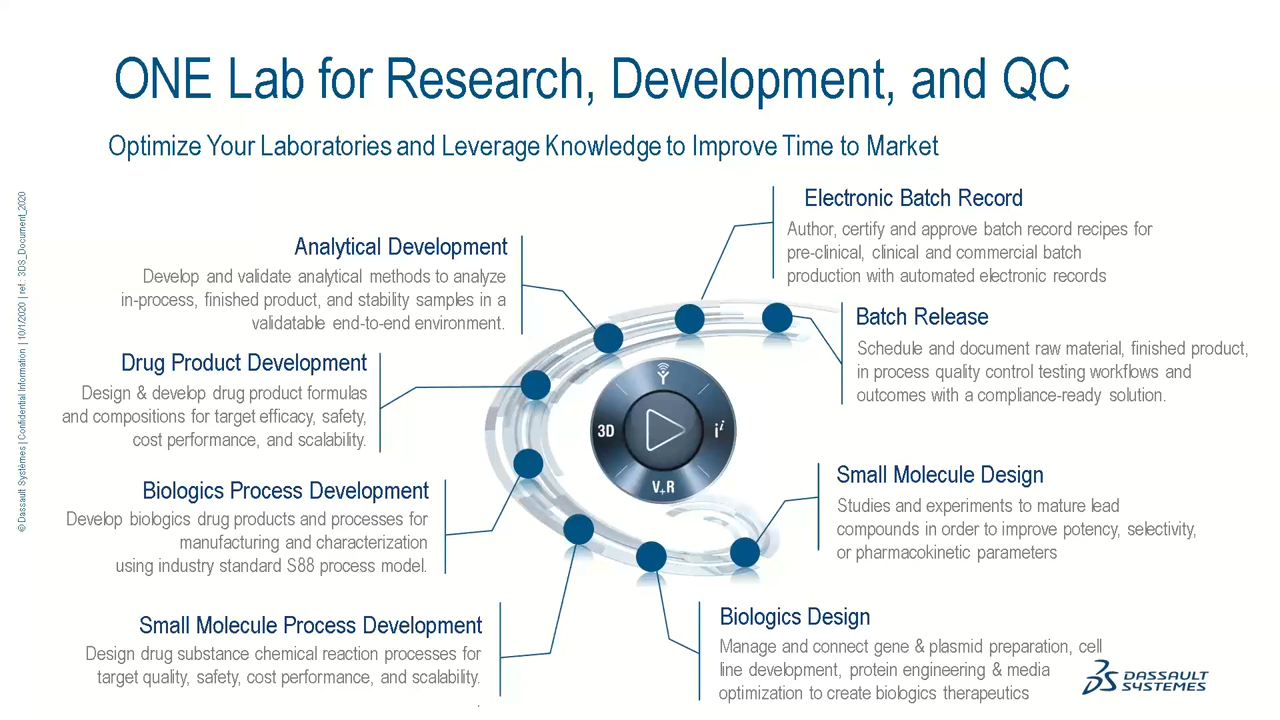 ONE Lab for Research, Development, and QC
Optimize Your Laboratories and Leverage Knowledge to Improve Time to Market
© Dassault Systèmes | Confidential Information | 10/1/2020 | ref.: 3DS_Document_2020
Electronic Batch Record
Author, certify and approve batch record recipes for
pre-clinical, clinical and commercial batch
production with automated electronic records
Analytical Development
Develop and validate analytical methods to analyze
in-process, finished product, and stability samples in a
validatable end-to-end environment.
Batch Release
Schedule and document raw material, finished product,
in process quality control testing workflows and
outcomes with a compliance-ready solution.
Drug Product Development
Design & develop drug product formulas
and compositions for target efficacy, safety,
cost performance, and scalability.
3D
i i
V+R
Biologics Process Development
Develop biologics drug products and processes for
manufacturing and characterization
using industry standard S88 process model.
Small Molecule Design
Studies and experiments to mature lead
compounds in order to improve potency, selectivity,
or pharmacokinetic parameters
Small Molecule Process Development
Design drug substance chemical reaction processes for
target quality, safety, cost performance, and scalability.
Biologics Design
Manage and connect gene & plasmid preparation, cell
line development, protein engineering & media
optimization to create biologics therapeutics
3DS DASSAULT
SYSTEMES